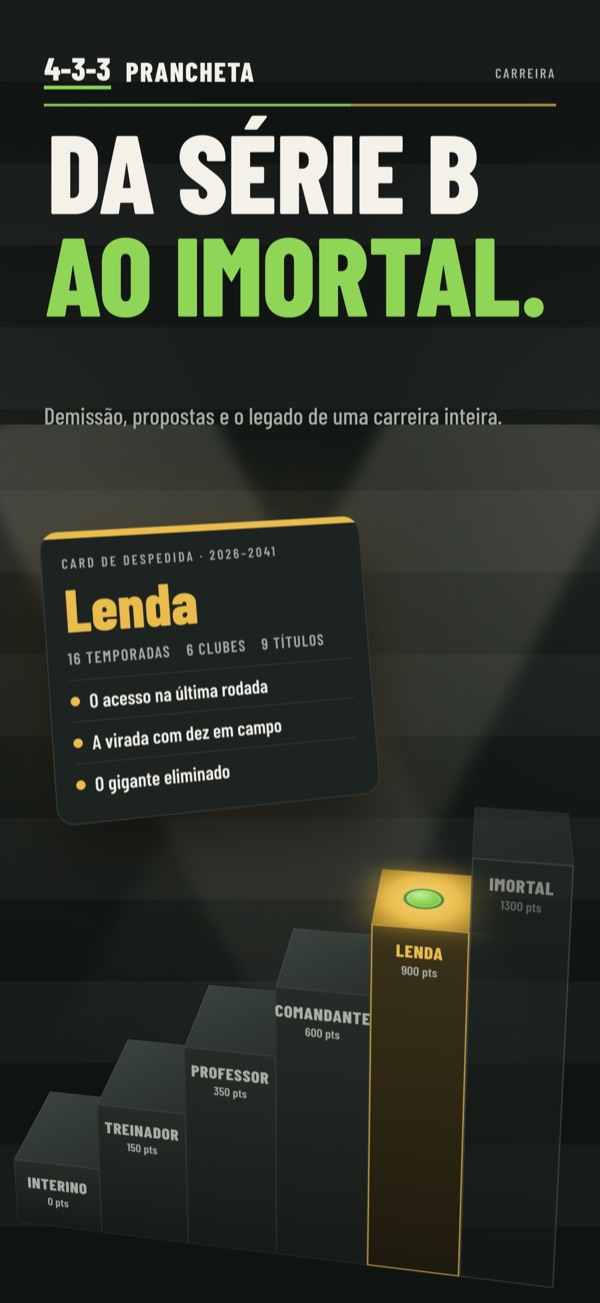 4-3-3 PRANCHETA
CARREIRA
DA SÉRIE B
AO IMORTAL.
Demissão, propostas e o legado de uma carreira inteira.
CARD DE DESPEDIDA · 2026-2041
Lenda
16 TEMPORADAS 6 CLUBES 9 TÍTULOS
O acesso na última rodada
A virada com dez em campo
O gigante eliminado
INTERINO
0 pts
TREINADOR
150 pts
PROFESSOR
350 pts
COMANDANTE
600 pts
LENDA
900 pts
IMORTAL
1300 pts